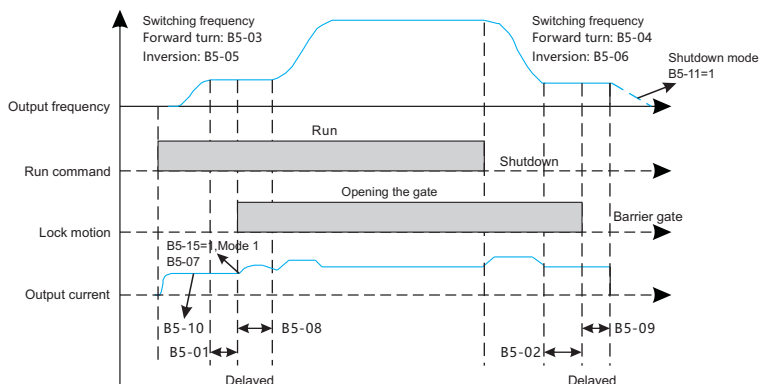 Switching frequency
Forward turn: B5-03
Inversion: B5-05
Switching frequency
Forward turn: B5-04
Inversion: B5-06
Shutdown mode
B5-11=1
Output frequency
Run
Run command
Shutdown
Opening the gate
Lock motion
Barrier gate
B5-15=1,Mode 1
B5-07
Output current
B5-10
B5-08
B5-09
B5-01
B5-02
Delayed
Delayed